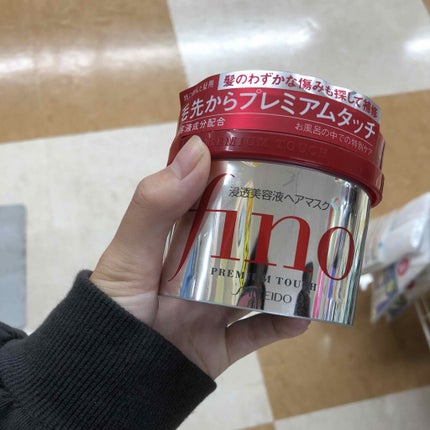 髪のわずかな傷みも探して補修
毛先からプレミアムタッチ
液成分配合
お風呂の中での特別ケア
PREMIUM TOUCH
浸透美容液ヘアマスク
fino
PREMIUM TOUCH